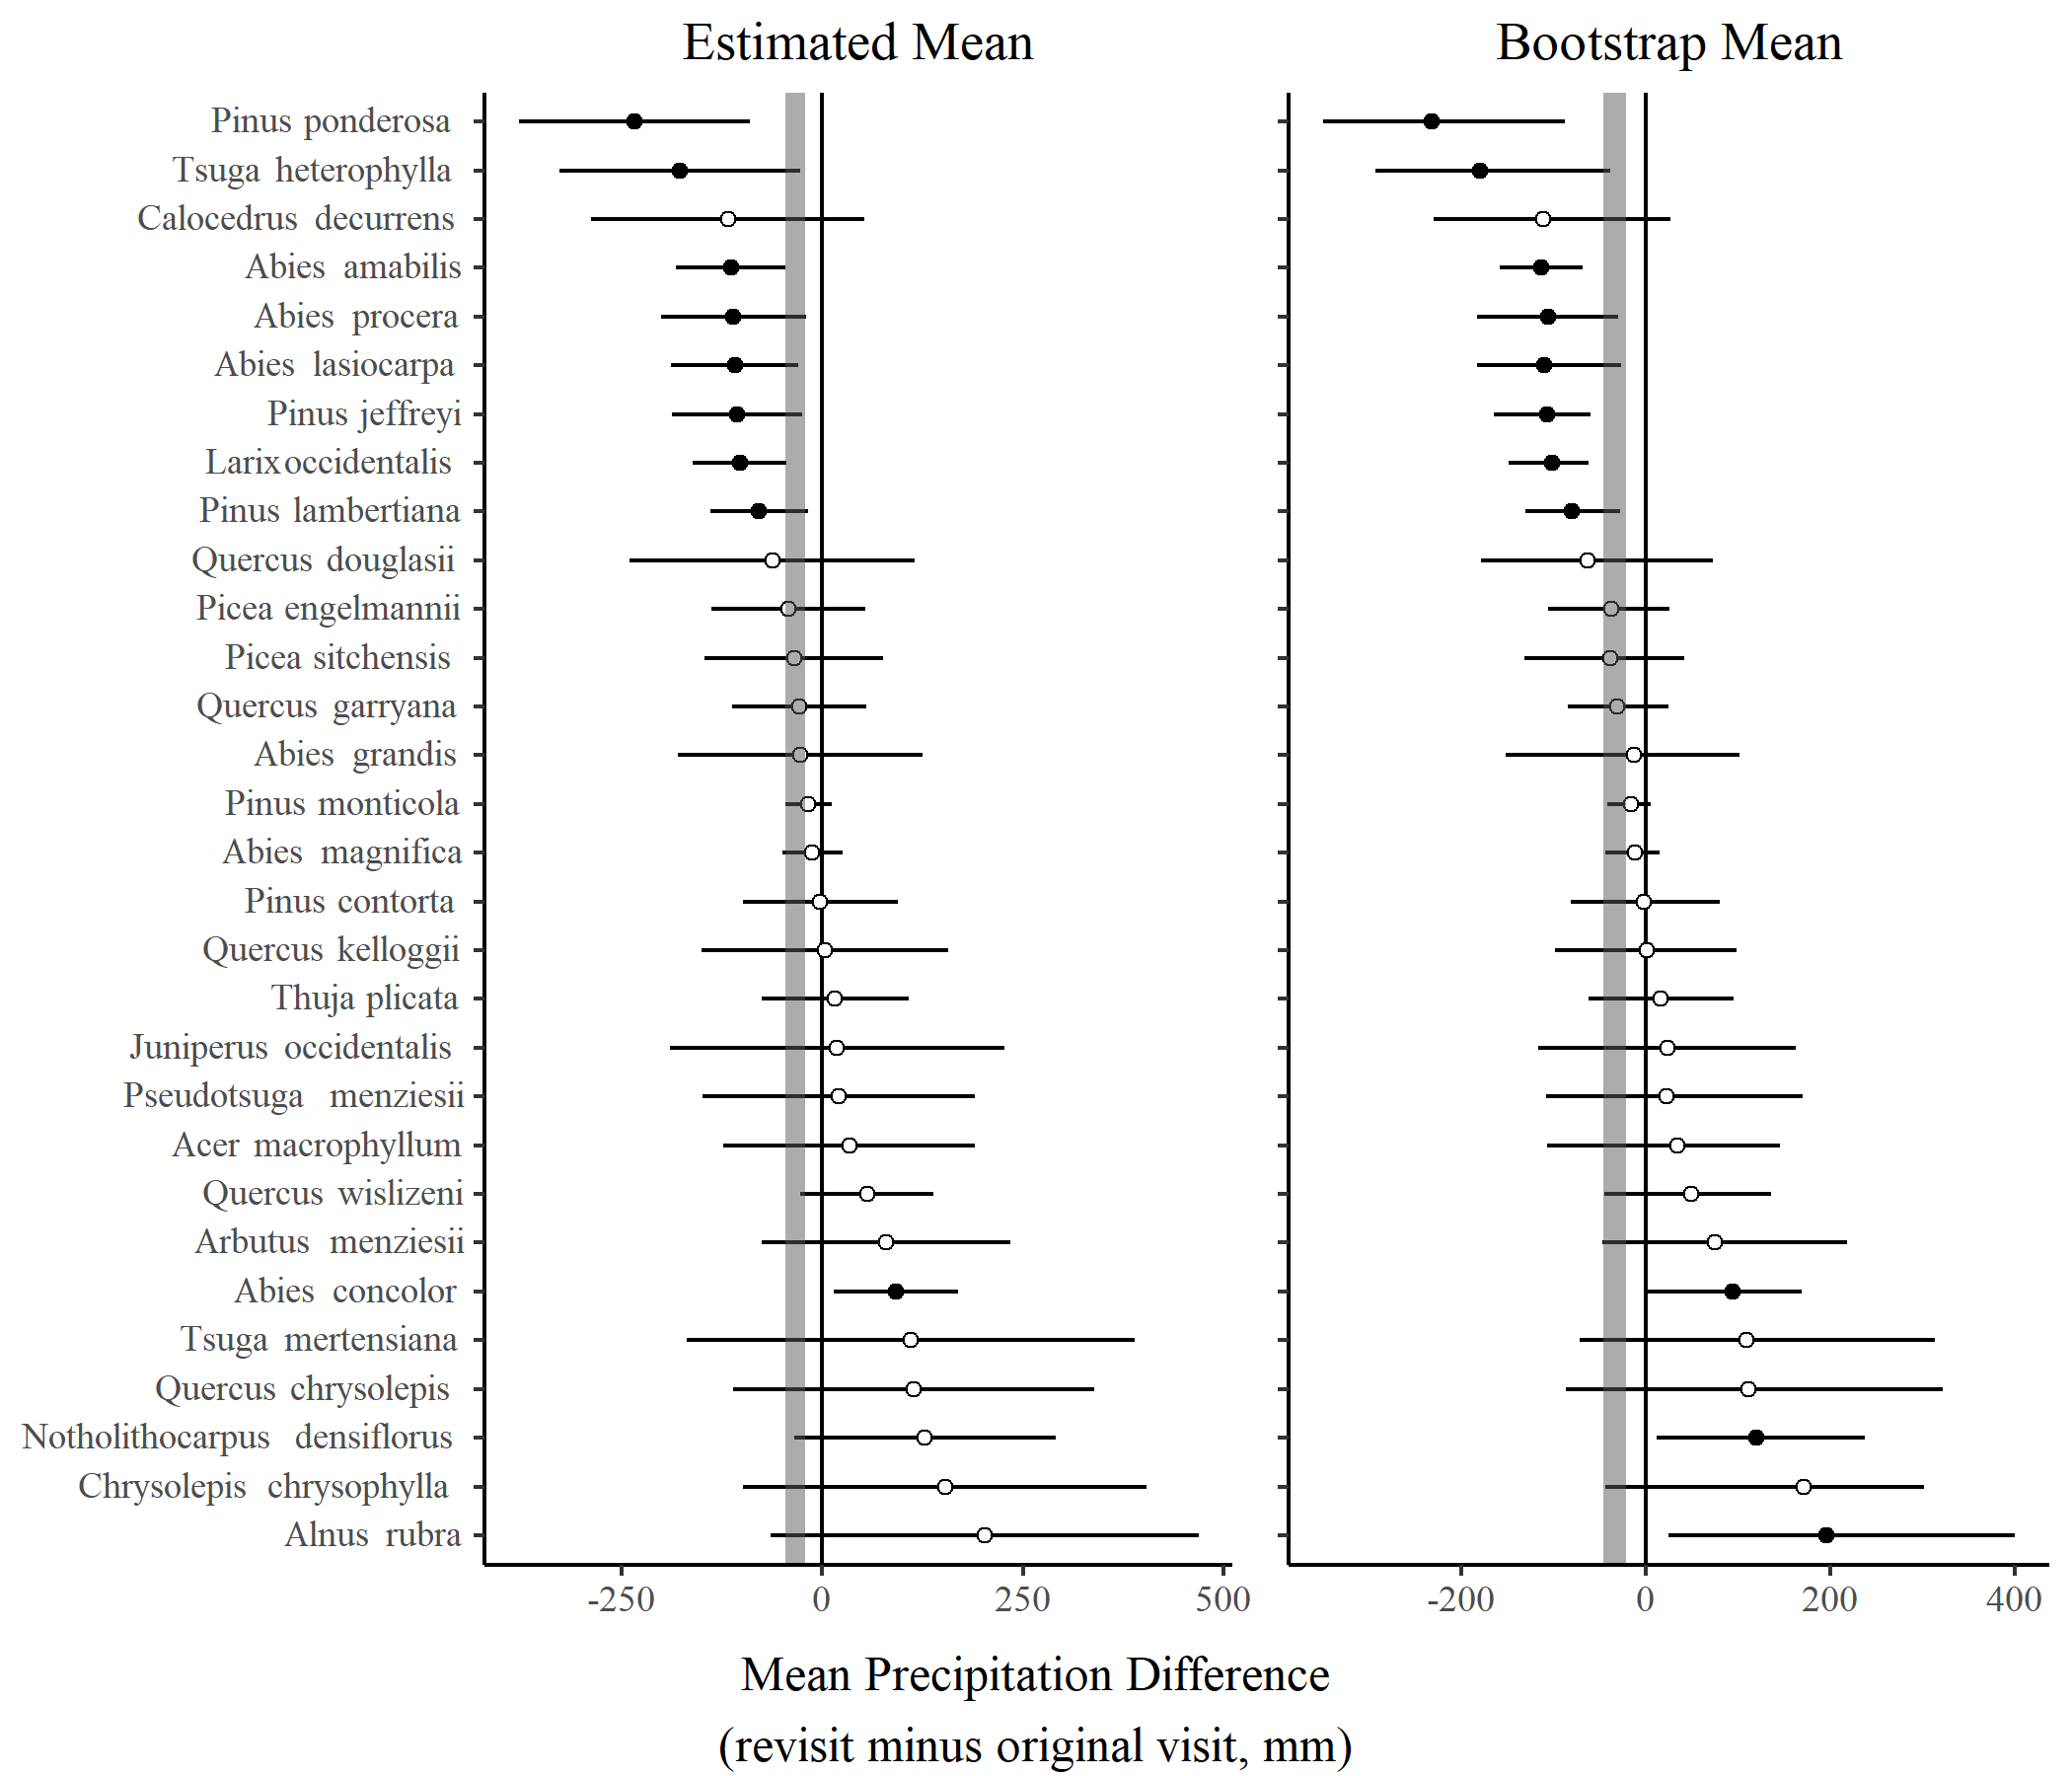 Estimated Mean
Bootstrap Mean
Pinus ponderosa
Tsuga heterophylla
Calocedrus decurrens
Abies amabilis
Abies procera
Abies lasiocarpa
Pinus jeffreyi
Larixoccidentalis
Pinus lambertiana
Quercus douglasii
Picea engelmannii
Picea sitchensis
Quercus garryana
Abies grandis
Pinus monticola
Abies magnifica
Pinus contorta
Quercus kelloggii
Thuja plicata
Juniperus occidentalis
Pseudotsuga menziesii
Acer macrophyllum
Quercus wislizeni
Arbutus menziesii
Abies concolor
Tsuga mertensiana
Quercus chrysolepis
Notholithocarpus densiflorus
Chrysolepis chrysophylla
Alnus rubra
-250 0 250 500
-200 0 200 400
Mean Precipitation Difference
(revisit minus original visit, mm)